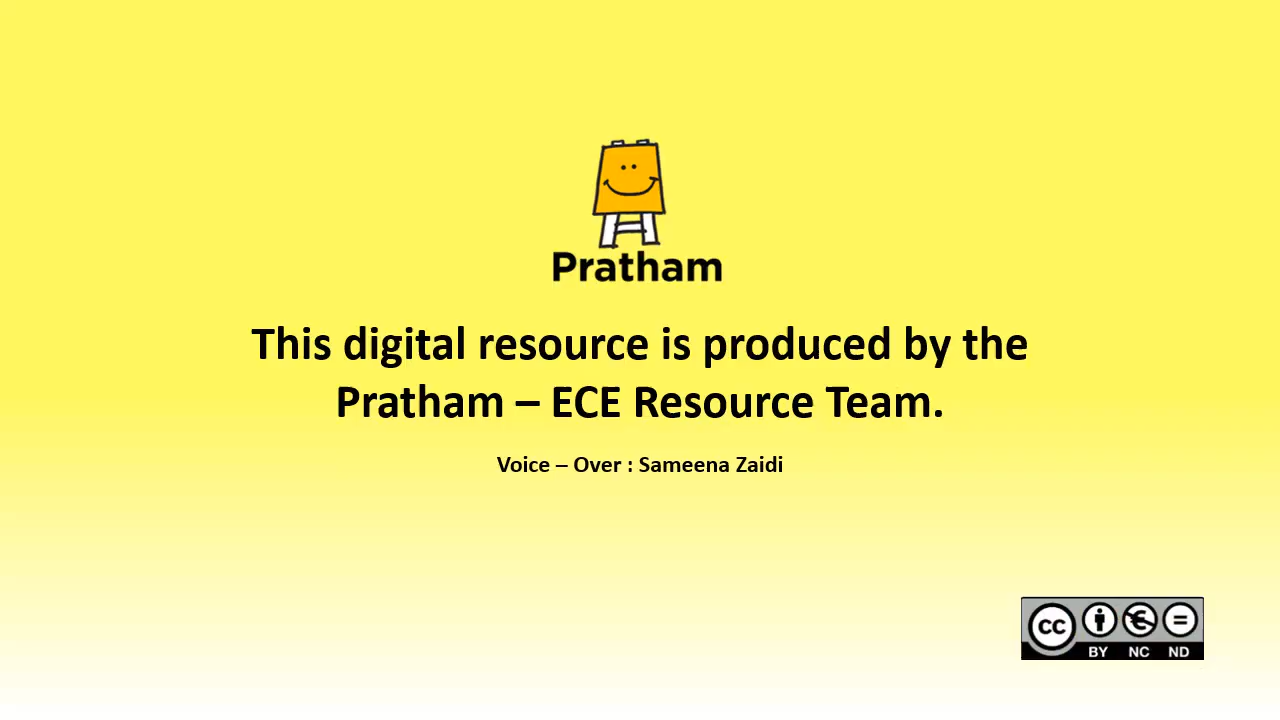 Pratham
This digital resource is produced by the
Pratham – ECE Resource Team.
Voice – Over : Sameena Zaidi
CC
BY NC ND